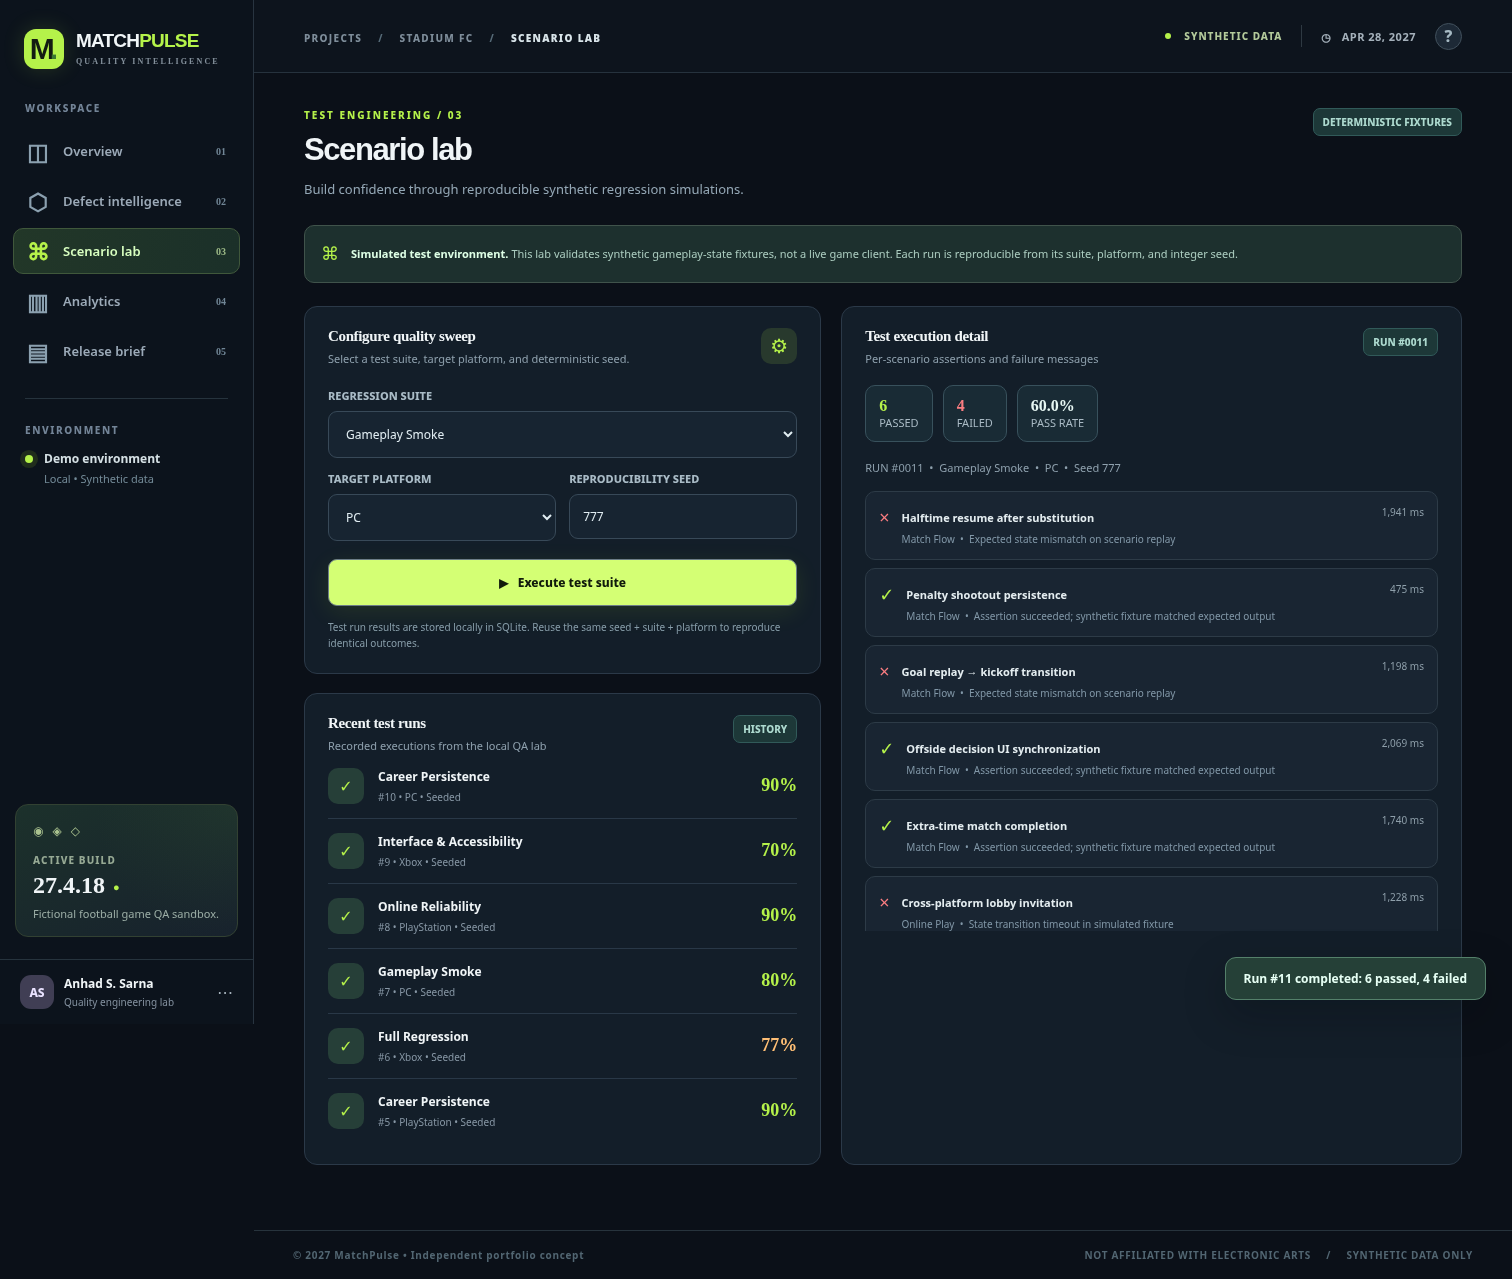 M
MATCHPULSE
QUALITY INTELLIGENCE
WORKSPACE
Overview 01
Defect intelligence 02
Scenario lab 03
Analytics 04
Release brief 05
ENVIRONMENT
Demo environment
Local • Synthetic data
ACTIVE BUILD
27.4.18
Fictional football game QA sandbox.
AS
Anhad S. Sarna
Quality engineering lab
PROJECTS / STADIUM FC / SCENARIO LAB
SYNTHETIC DATA
APR 28, 2027
?
TEST ENGINEERING / 03
Scenario lab
Build confidence through reproducible synthetic regression simulations.
DETERMINISTIC FIXTURES
⌘ Simulated test environment. This lab validates synthetic gameplay-state fixtures, not a live game client. Each run is reproducible from its suite, platform, and integer seed.
Configure quality sweep
Select a test suite, target platform, and deterministic seed.
REGRESSION SUITE
Gameplay Smoke
TARGET PLATFORM
PC
REPRODUCIBILITY SEED
777
▶ Execute test suite
Test run results are stored locally in SQLite. Reuse the same seed + suite + platform to reproduce
identical outcomes.
Recent test runs
Recorded executions from the local QA lab
HISTORY
✓ Career Persistence 90%
#10 • PC • Seeded
✓ Interface & Accessibility 70%
#9 • Xbox • Seeded
✓ Online Reliability 90%
#8 • PlayStation • Seeded
✓ Gameplay Smoke 80%
#7 • PC • Seeded
✓ Full Regression 77%
#6 • Xbox • Seeded
✓ Career Persistence 90%
#5 • PlayStation • Seeded
Test execution detail
Per-scenario assertions and failure messages
RUN #0011
6
PASSED
4
FAILED
60.0%
PASS RATE
RUN #0011 • Gameplay Smoke • PC • Seed 777
× Halftime resume after substitution 1,941 ms
Match Flow • Expected state mismatch on scenario replay
✓ Penalty shootout persistence 475 ms
Match Flow • Assertion succeeded; synthetic fixture matched expected output
× Goal replay → kickoff transition 1,198 ms
Match Flow • Expected state mismatch on scenario replay
✓ Offside decision UI synchronization 2,069 ms
Match Flow • Assertion succeeded; synthetic fixture matched expected output
✓ Extra-time match completion 1,740 ms
Match Flow • Assertion succeeded; synthetic fixture matched expected output
× Cross-platform lobby invitation 1,228 ms
Online Play • State transition timeout in simulated fixture
Run #11 completed: 6 passed, 4 failed
© 2027 MatchPulse • Independent portfolio concept
NOT AFFILIATED WITH ELECTRONIC ARTS / SYNTHETIC DATA ONLY